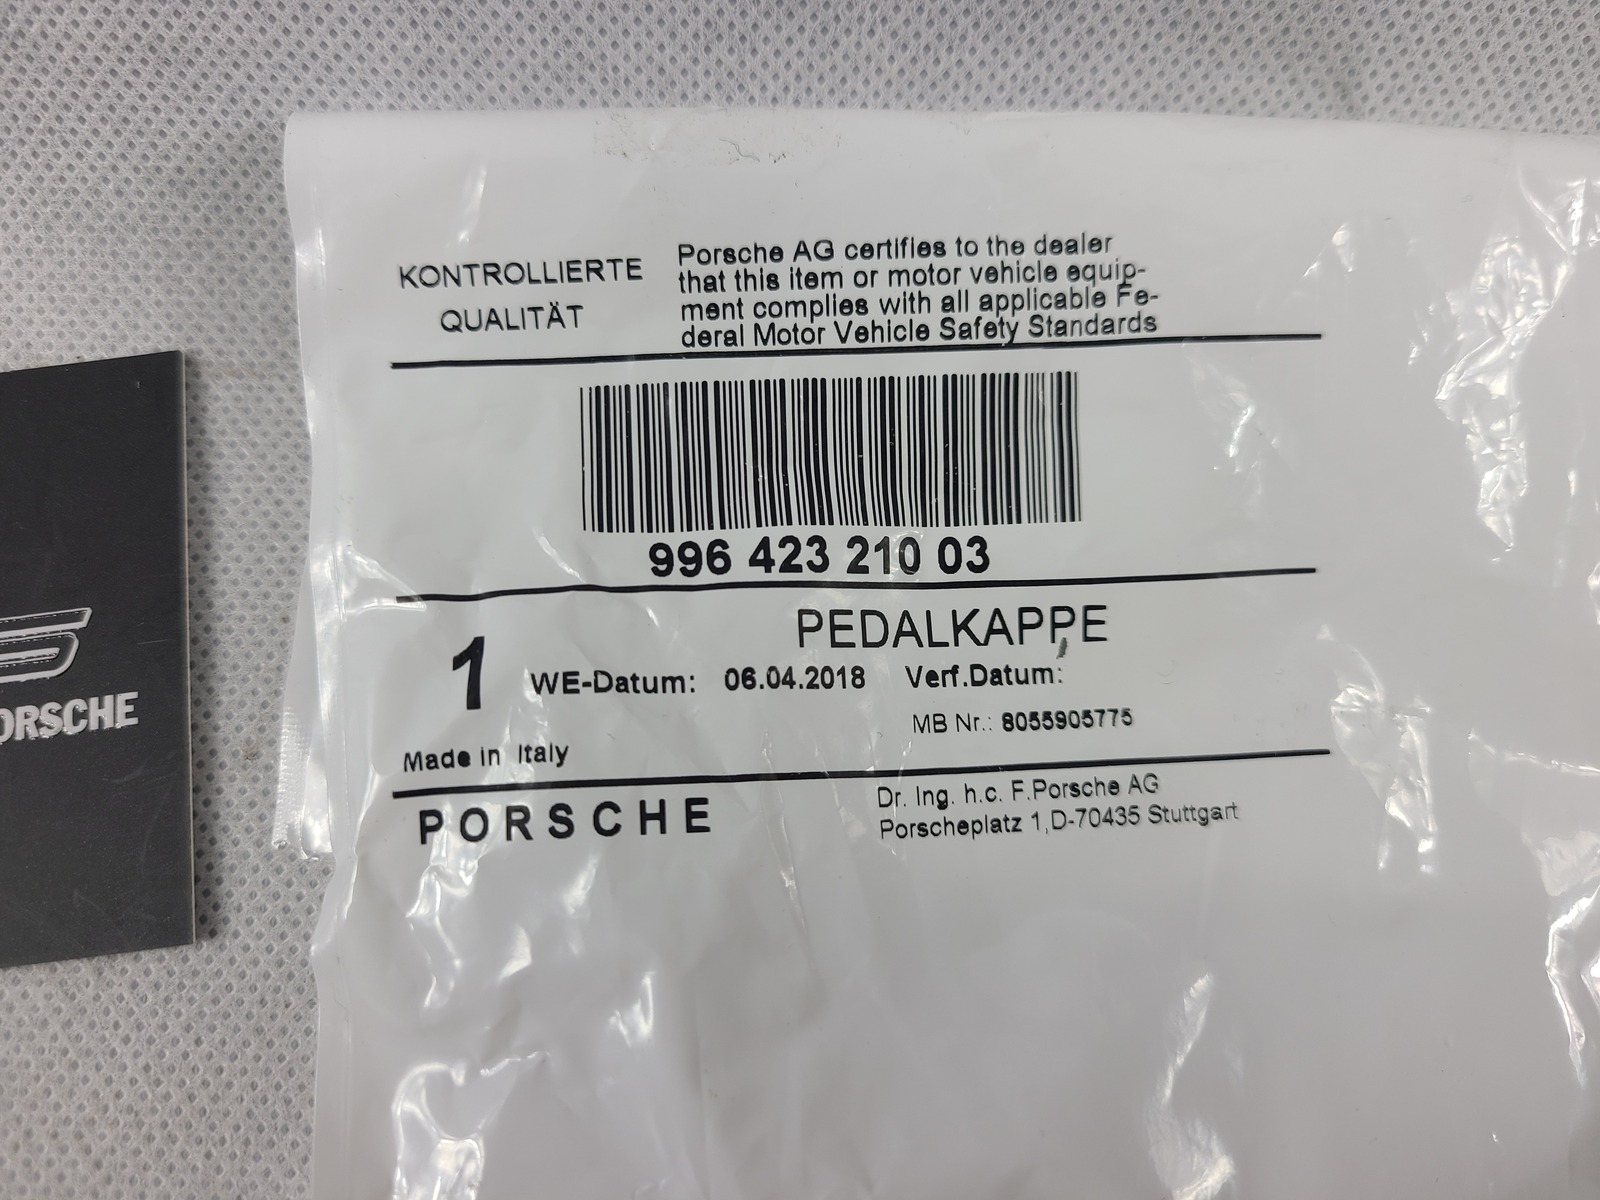 KONTROLLIERTE
QUALITÄT
Porsche AG certifies to the dealer
that this item or motor vehicle equip-
ment complies with all applicable Fe-
deral Motor Vehicle Safety Standards
996 423 210 03
PEDALKAPPE
1 WE-Datum: 06.04.2018 Verf.Datum:
MB Nr.: 8055905775
Made in Italy
PORSCHE
Dr. Ing. h.c. F.Porsche AG
Porscheplatz 1,D-70435 Stuttgart
ORSCHE